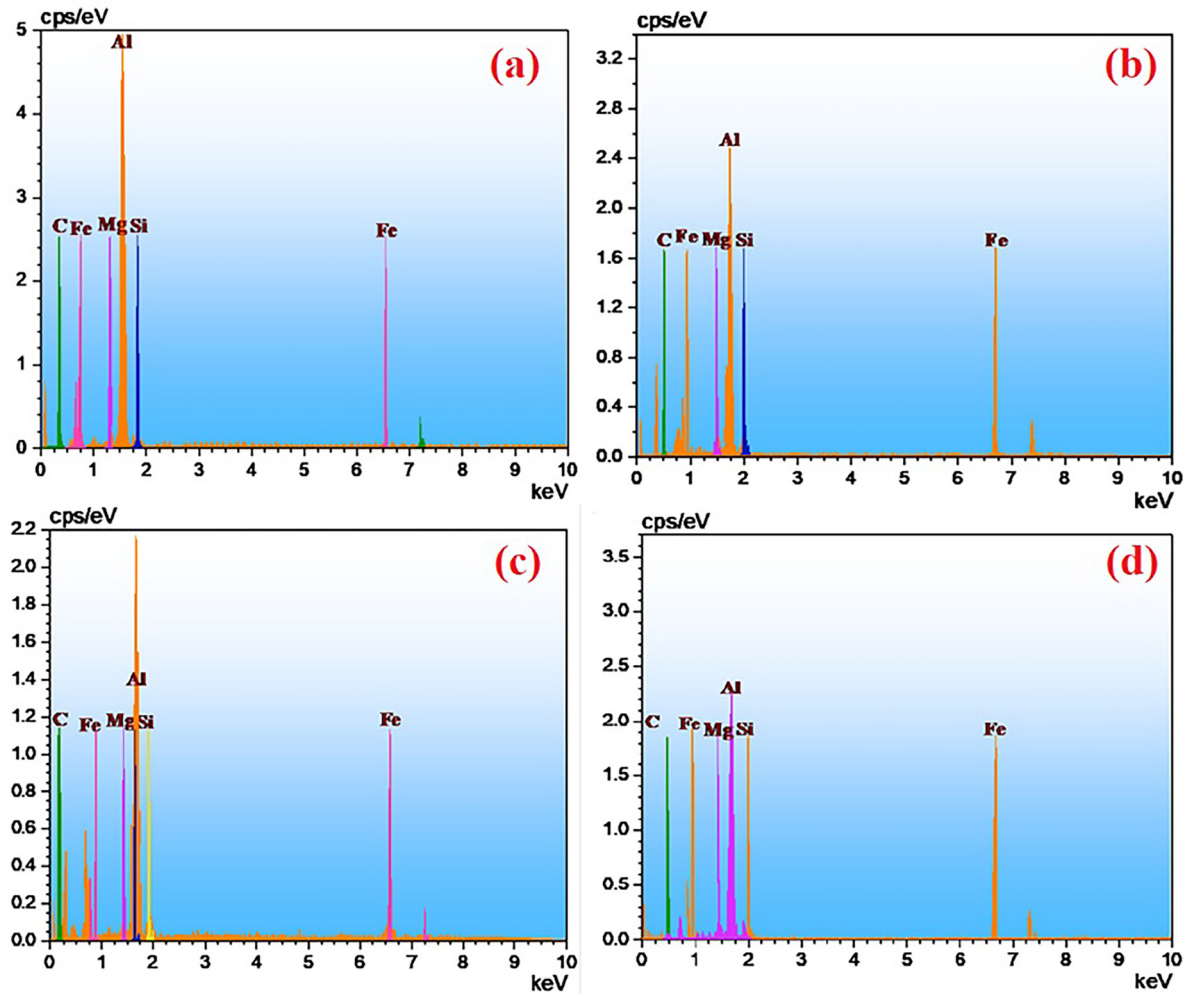 cps/eV
(a)
5
4
3
2
1
0
Al
C
Fe
Mg
Si
Fe
0 1 2 3 4 5 6 7 8 9 10
keV
cps/eV
(b)
3.2
2.8
2.4
2.0
1.6
1.2
0.8
0.4
0.0
Al
C
Fe
Mg
Si
Fe
0 1 2 3 4 5 6 7 8 9 10
keV
cps/eV
(c)
2.2
2.0
1.8
1.6
1.4
1.2
1.0
0.8
0.6
0.4
0.2
0.0
Al
C
Fe
Mg
Si
Fe
0 1 2 3 4 5 6 7 8 9 10
keV
cps/eV
(d)
3.5
3.0
2.5
2.0
1.5
1.0
0.5
0.0
Al
C
Fe
Mg
Si
Fe
0 1 2 3 4 5 6 7 8 9 10
keV